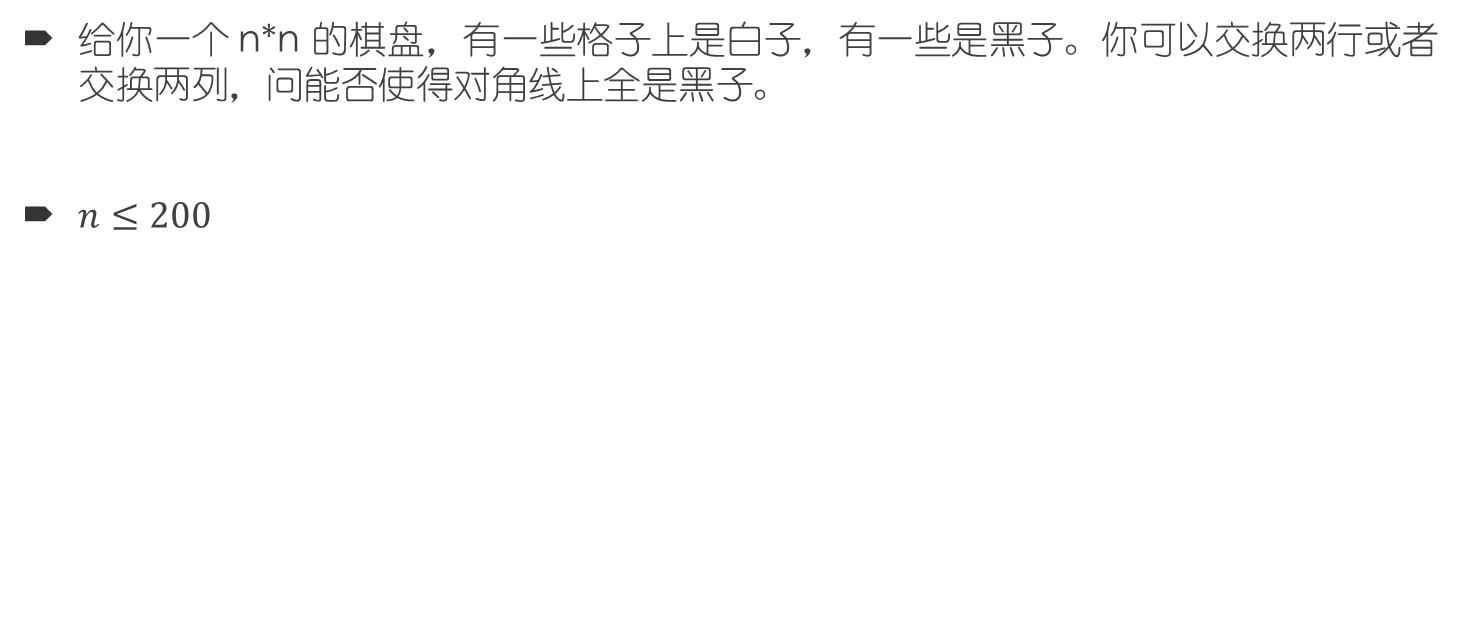 给你一个 n*n 的棋盘，有一些格子上是白子，有一些是黑子。你可以交换两行或者
交换两列，问能否使得对角线上全是黑子。
n ≤ 200